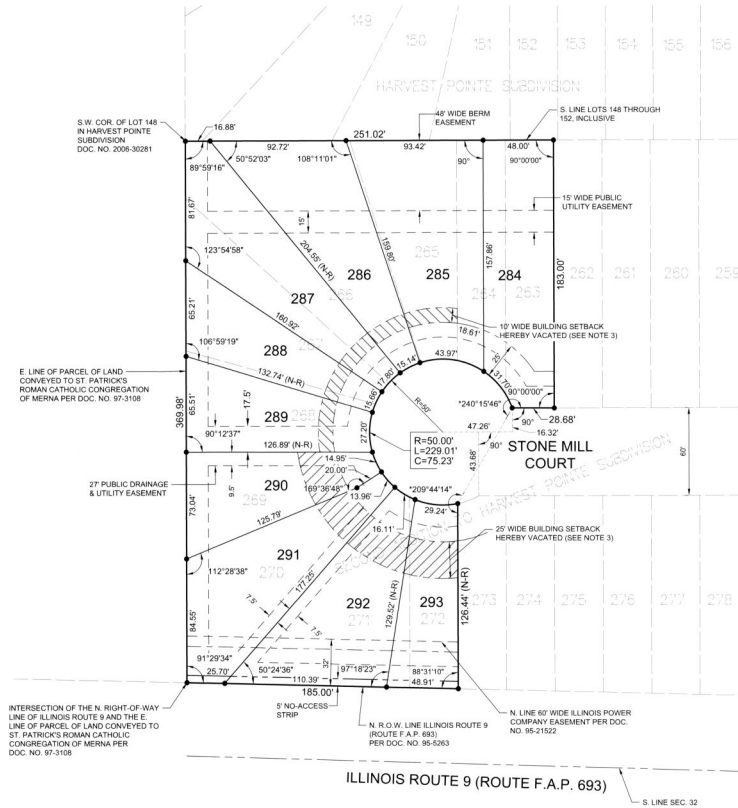 149
150
151
152
153
154
155
156
HARVEST POINTE SUBDIVISION
S.W. COR. OF LOT 148
IN HARVEST POINTE
SUBDIVISION
DOC. NO. 2006-30281
16.88'
251.02'
48' WIDE BERM
EASEMENT
S. LINE LOTS 148 THROUGH
152, INCLUSIVE
92.72'
93.42'
48.00'
89°59'16"
50°52'03"
108°11'01"
90°
90°00'00"
15' WIDE PUBLIC
UTILITY EASEMENT
81.67'
15'
204.55' (N-R)
159.80'
157.86'
183.00'
123°54'58"
286
285
284
265
264
263
262
261
260
259
287
266
65.21'
160.92'
18.61'
10' WIDE BUILDING SETBACK
HEREBY VACATED (SEE NOTE 3)
288
25'
106°59'19"
132.74' (N-R)
15.14'
43.97'
17.80'
31.70'
15.66'
R=50'
90°00'00"
E. LINE OF PARCEL OF LAND
CONVEYED TO ST. PATRICK'S
ROMAN CATHOLIC CONGREGATION
OF MERNA PER DOC. NO. 97-3108
369.98'
65.51'
17.5'
289
268
27.20'
*240°15'46"
90°
28.68'
47.26'
16.32'
90°
60'
90°12'37"
126.89' (N-R)
R=50.00'
L=229.01'
C=75.23'
STONE MILL
COURT
43.68'
27' PUBLIC DRAINAGE
& UTILITY EASEMENT
9.5'
290
269
14.95'
20.00'
169°36'48"
13.96'
*209°44'14"
29.24'
16.11'
SECOND ADDITION TO HARVEST POINTE SUBDIVISION
73.04'
125.79'
25' WIDE BUILDING SETBACK
HEREBY VACATED (SEE NOTE 3)
291
270
112°28'38"
177.25'
7.5'
7.5'
292
271
293
272
129.52' (N-R)
126.44' (N-R)
273
274
275
276
277
278
84.55'
32'
91°29'34"
25.70'
50°24'36"
97°18'23"
88°31'10"
110.39'
48.91'
185.00'
INTERSECTION OF THE N. RIGHT-OF-WAY
LINE OF ILLINOIS ROUTE 9 AND THE E.
LINE OF PARCEL OF LAND CONVEYED TO
ST. PATRICK'S ROMAN CATHOLIC
CONGREGATION OF MERNA PER
DOC. NO. 97-3108
5' NO-ACCESS
STRIP
N. R.O.W. LINE ILLINOIS ROUTE 9
(ROUTE F.A.P. 693)
PER DOC. NO. 95-5263
N. LINE 60' WIDE ILLINOIS POWER
COMPANY EASEMENT PER DOC.
NO. 95-21522
ILLINOIS ROUTE 9 (ROUTE F.A.P. 693)
S. LINE SEC. 32